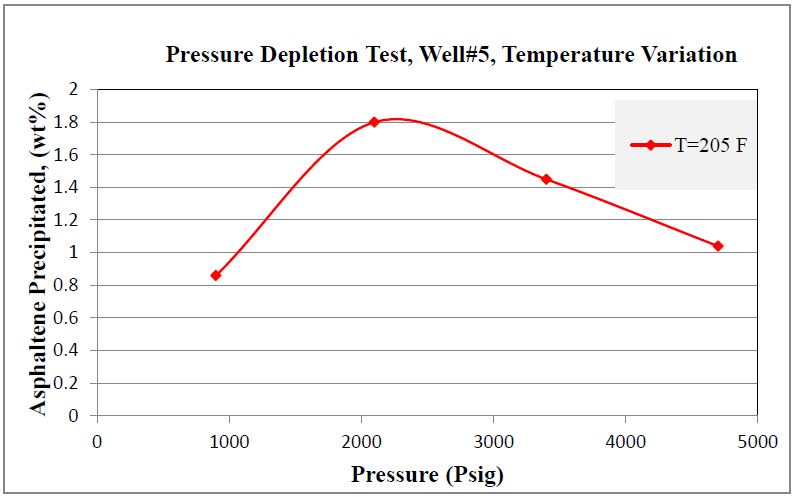 Pressure Depletion Test, Well#5, Temperature Variation
Asphaltene Precipitated, (wt%)
2
1.8
1.6
1.4
1.2
1
0.8
0.6
0.4
0.2
0
T=205 F
0 1000 2000 3000 4000 5000
Pressure (Psig)